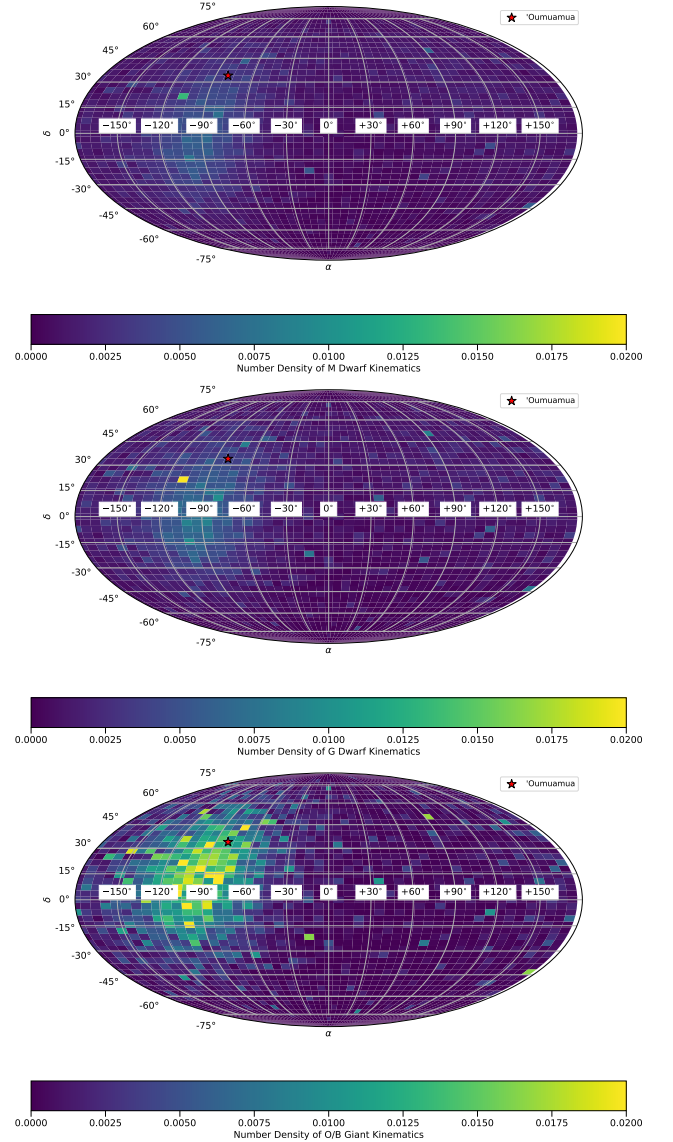 75°
'Oumuamua
60°
45°
30°
15°
−150° −120° −90° −60° −30° 0° +30° +60° +90° +120° +150°
δ 0°
-15°
-30°
-45°
-60°
-75°
α
0.0000 0.0025 0.0050 0.0075 0.0100 0.0125 0.0150 0.0175 0.0200
Number Density of M Dwarf Kinematics
75°
'Oumuamua
60°
45°
30°
15°
−150° −120° −90° −60° −30° 0° +30° +60° +90° +120° +150°
δ 0°
-15°
-30°
-45°
-60°
-75°
α
0.0000 0.0025 0.0050 0.0075 0.0100 0.0125 0.0150 0.0175 0.0200
Number Density of G Dwarf Kinematics
75°
'Oumuamua
60°
45°
30°
15°
−150° −120° −90° −60° −30° 0° +30° +60° +90° +120° +150°
δ 0°
-15°
-30°
-45°
-60°
-75°
α
0.0000 0.0025 0.0050 0.0075 0.0100 0.0125 0.0150 0.0175 0.0200
Number Density of O/B Giant Kinematics